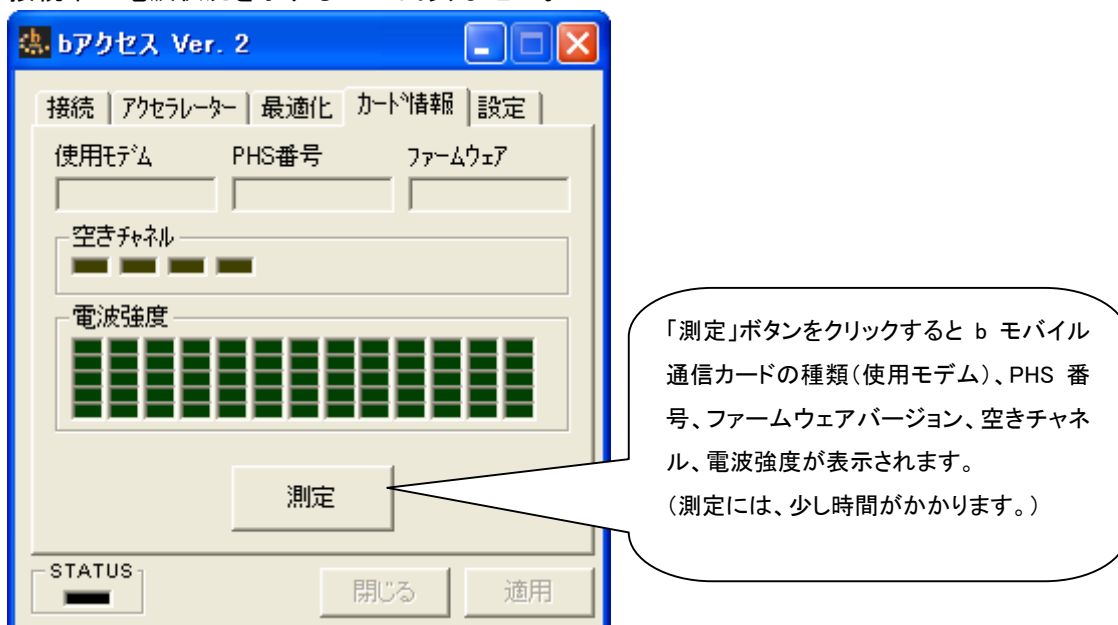 bアクセス Ver. 2
接続 アクセラレーター 最適化 カード情報 設定
使用モデム PHS番号 ファームウェア
空きチャネル
電波強度
「測定」ボタンをクリックすると b モバイル
通信カードの種類(使用モデム)、PHS 番
号、ファームウェアバージョン、空きチャネ
ル、電波強度が表示されます。
(測定には、少し時間がかかります。)
測定
STATUS
閉じる 適用